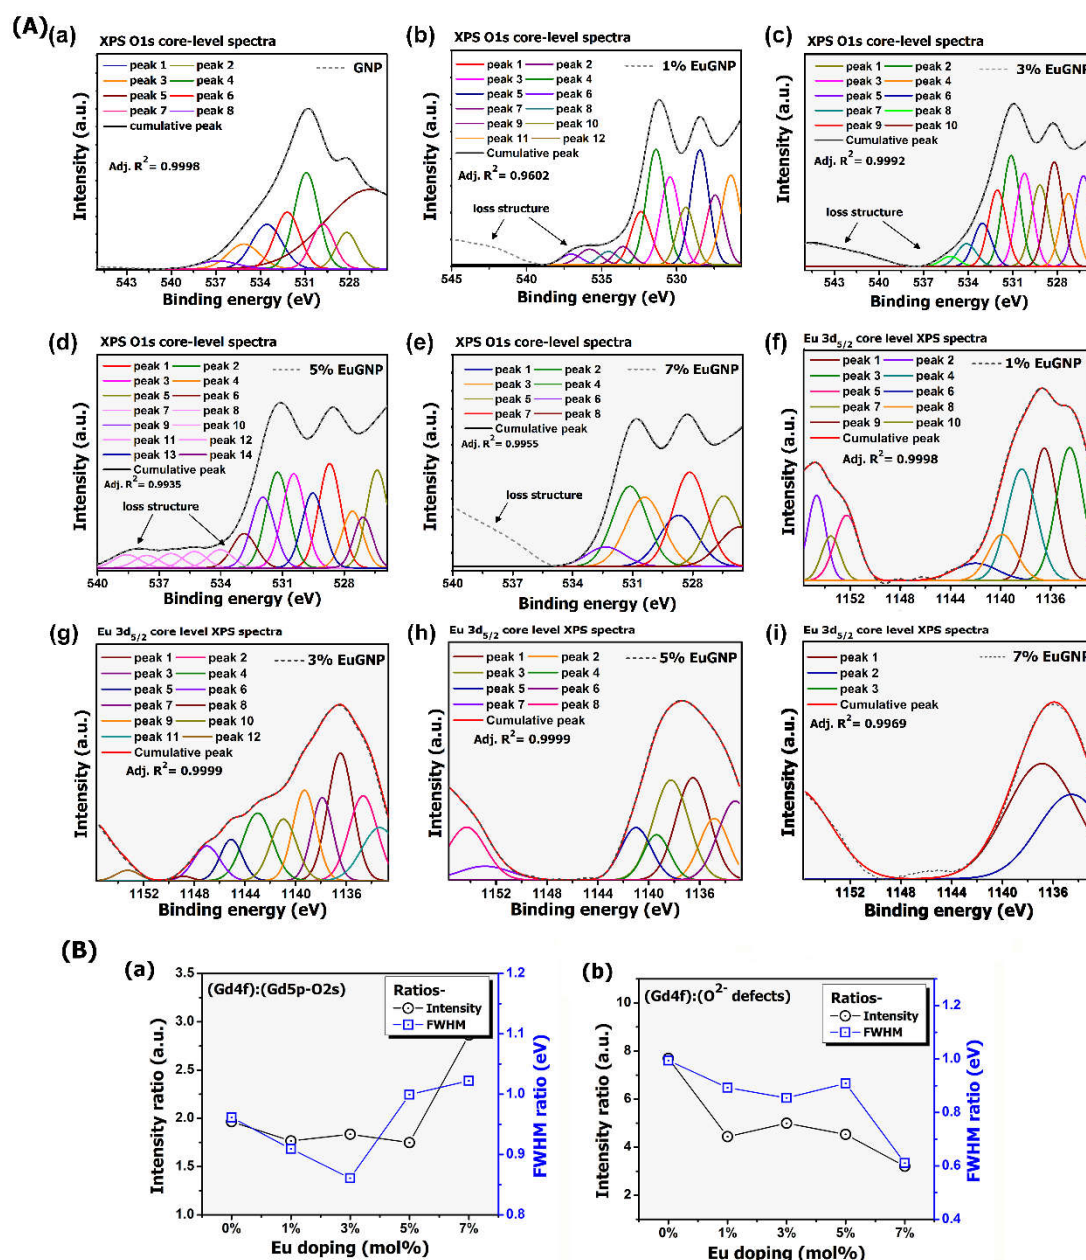 (A)
(a)
XPS O1s core-level spectra
peak 1 peak 2 GNP
peak 3 peak 4
peak 5 peak 6
peak 7 peak 8
cumulative peak
Adj. R2= 0.9998
Intensity (a.u.)
543 540 537 534 531 528
Binding energy (eV)
(b)
XPS O1s core-level spectra
peak 1 peak 2 1% EuGNP
peak 3 peak 4
peak 5 peak 6
peak 7 peak 8
peak 9 peak 10
peak 11 peak 12
Cumulative peak
Adj. R2= 0.9602
loss structure
Intensity (a.u.)
545 540 535 530
Binding energy (eV)
(c)
XPS O1s core-level spectra
peak 1 peak 2 3% EuGNP
peak 3 peak 4
peak 5 peak 6
peak 7 peak 8
peak 9 peak 10
Cumulative peak
Adj. R2= 0.9992
loss structure
Intensity (a.u.)
543 540 537 534 531 528
Binding energy (eV)
(d)
XPS O1s core-level spectra
peak 1 peak 2 5% EuGNP
peak 3 peak 4
peak 5 peak 6
peak 7 peak 8
peak 9 peak 10
peak 11 peak 12
peak 13 peak 14
Cumulative peak
Adj. R2= 0.9935
loss structure
Intensity (a.u.)
540 537 534 531 528
Binding energy (eV)
(e)
XPS O1s core-level spectra
peak 1 peak 2 7% EuGNP
peak 3 peak 4
peak 5 peak 6
peak 7 peak 8
Cumulative peak
Adj. R2= 0.9955
loss structure
Intensity (a.u.)
540 537 534 531 528
Binding energy (eV)
(f)
Eu 3d5/2 core level XPS spectra
peak 1 peak 2 1% EuGNP
peak 3 peak 4
peak 5 peak 6
peak 7 peak 8
peak 9 peak 10
Cumulative peak
Adj. R2= 0.9998
Intensity (a.u.)
1152 1148 1144 1140 1136
Binding energy (eV)
(g)
Eu 3d5/2 core level XPS spectra
peak 1 peak 2 3% EuGNP
peak 3 peak 4
peak 5 peak 6
peak 7 peak 8
peak 9 peak 10
peak 11 peak 12
Cumulative peak
Adj. R2= 0.9999
Intensity (a.u.)
1152 1148 1144 1140 1136
Binding energy (eV)
(h)
Eu 3d5/2 core level XPS spectra
peak 1 peak 2 5% EuGNP
peak 3 peak 4
peak 5 peak 6
peak 7 peak 8
Cumulative peak
Adj. R2= 0.9999
Intensity (a.u.)
1152 1148 1144 1140 1136
Binding energy (eV)
(i)
Eu 3d5/2 core level XPS spectra
peak 1 7% EuGNP
peak 2
peak 3
Cumulative peak
Adj. R2= 0.9969
Intensity (a.u.)
1152 1148 1144 1140 1136
Binding energy (eV)
(B)
(a)
(Gd4f):(Gd5p-O2s)
Ratios-
Intensity
FWHM
Intensity ratio (a.u.)
3.5
3.0
2.5
2.0
1.5
1.0
FWHM ratio (eV)
1.2
1.1
1.0
0.9
0.8
0% 1% 3% 5% 7%
Eu doping (mol%)
(b)
(Gd4f):(O2- defects)
Ratios-
Intensity
FWHM
Intensity ratio (a.u.)
10
8
6
4
2
FWHM ratio (eV)
1.2
1.0
0.8
0.6
0.4
0% 1% 3% 5% 7%
Eu doping (mol%)